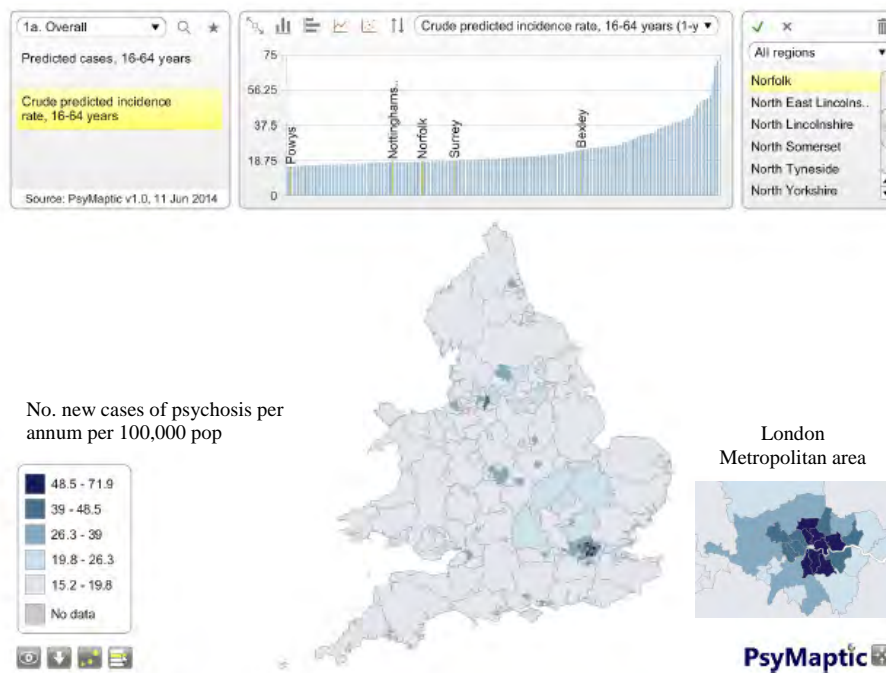 1a. Overall
Predicted cases, 16-64 years
Crude predicted incidence
rate, 16-64 years
Source: PsyMaptic v1.0, 11 Jun 2014
Crude predicted incidence rate, 16-64 years (1-y
75
56.25
37.5
18.75
0
Powys
Nottinghams..
Norfolk
Surrey
Bexley
All regions
Norfolk
North East Lincolns..
North Lincolnshire
North Somerset
North Tyneside
North Yorkshire
No. new cases of psychosis per
annum per 100,000 pop
48.5 - 71.9
39 - 48.5
26.3 - 39
19.8 - 26.3
15.2 - 19.8
No data
London
Metropolitan area
PsyMaptic